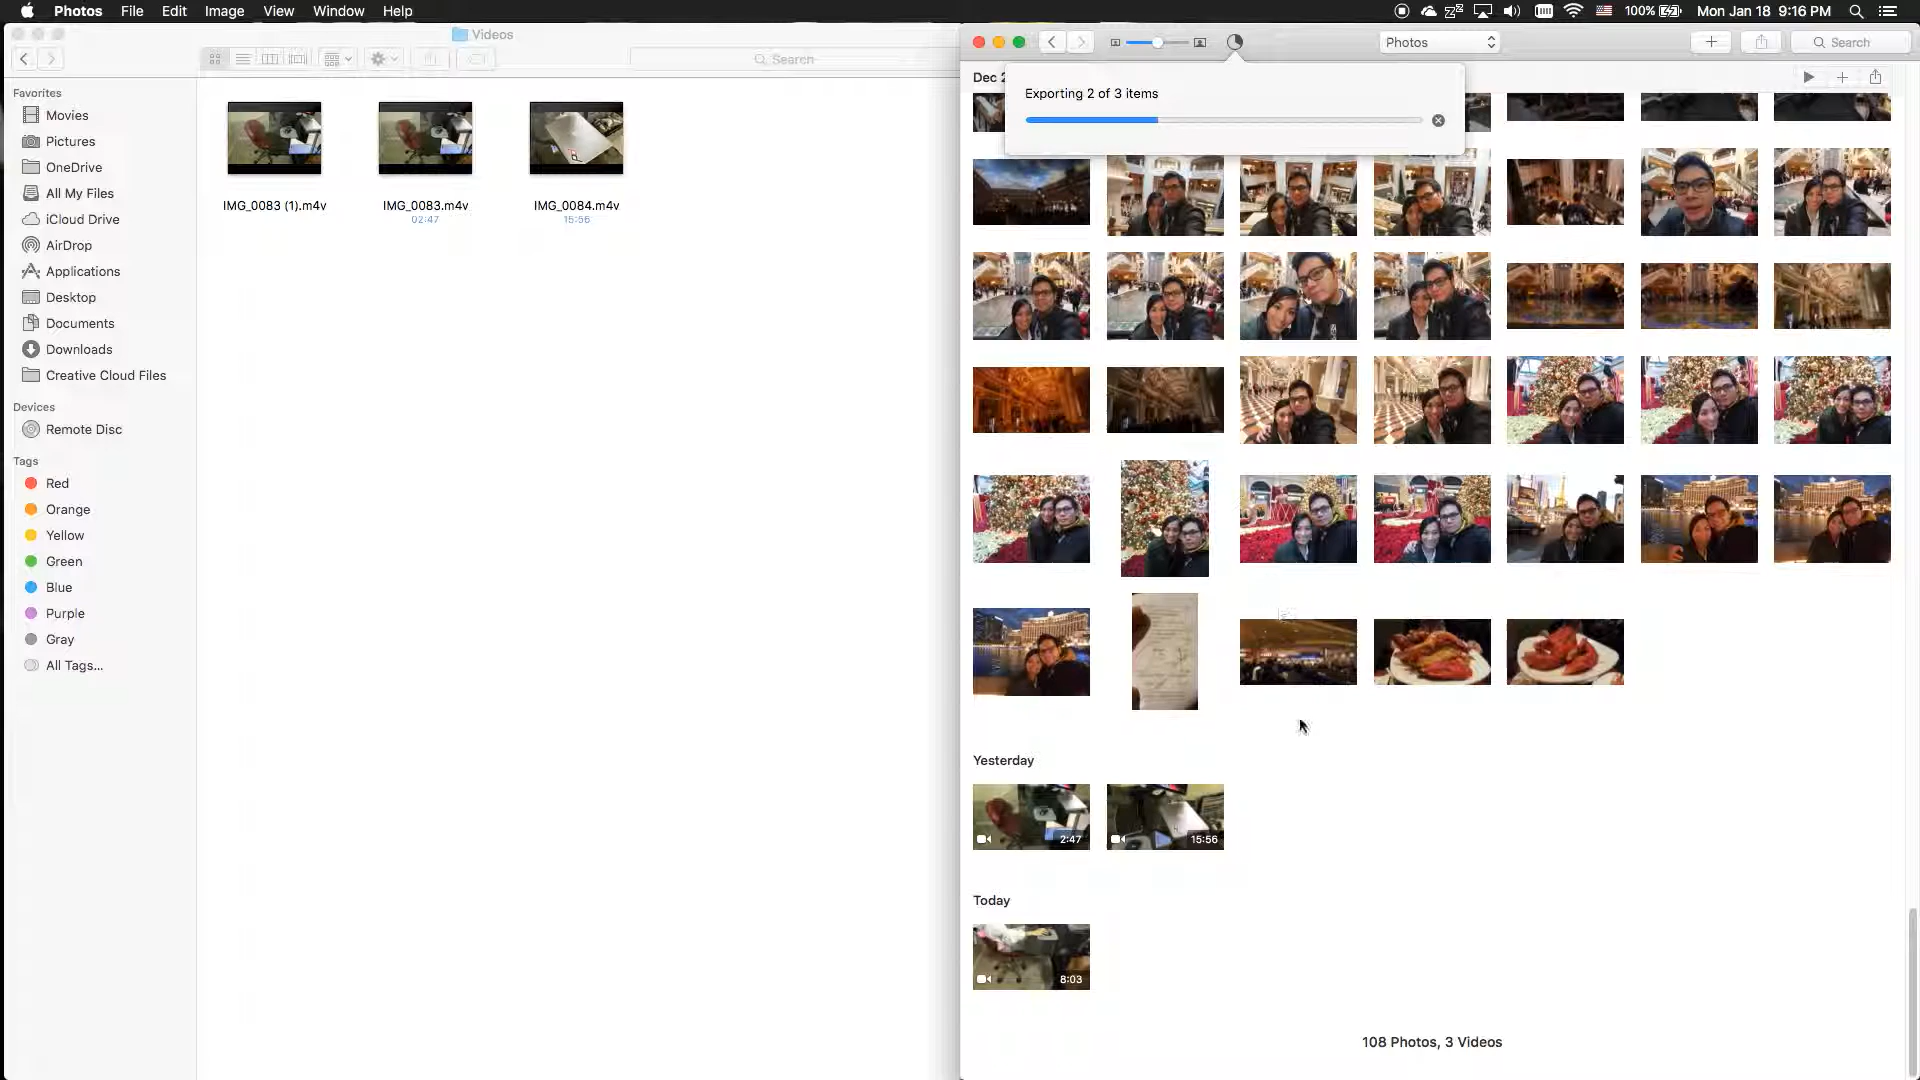 Photos File Edit Image View Window Help
100% Mon Jan 18 9:16 PM
Videos
Search
Favorites
Movies
Pictures
OneDrive
All My Files
iCloud Drive
AirDrop
Applications
Desktop
Documents
Downloads
Creative Cloud Files
Devices
Remote Disc
Tags
Red
Orange
Yellow
Green
Blue
Purple
Gray
All Tags...
IMG_0083 (1).m4v
IMG_0083.m4v
02:47
IMG_0084.m4v
15:56
Photos
Search
Dec 2
Exporting 2 of 3 items
Yesterday
2:47
15:56
Today
8:03
108 Photos, 3 Videos